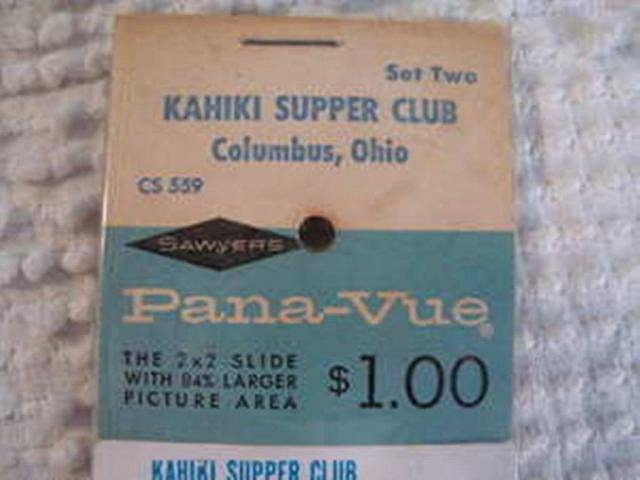 Set Two
KAHIKI SUPPER CLUB
Columbus, Ohio
CS 559
SAWYERS
Pana-Vue
THE 2x2 SLIDE
WITH 84% LARGER
PICTURE AREA
$1.00
KAHIKI SUPPER CLUB